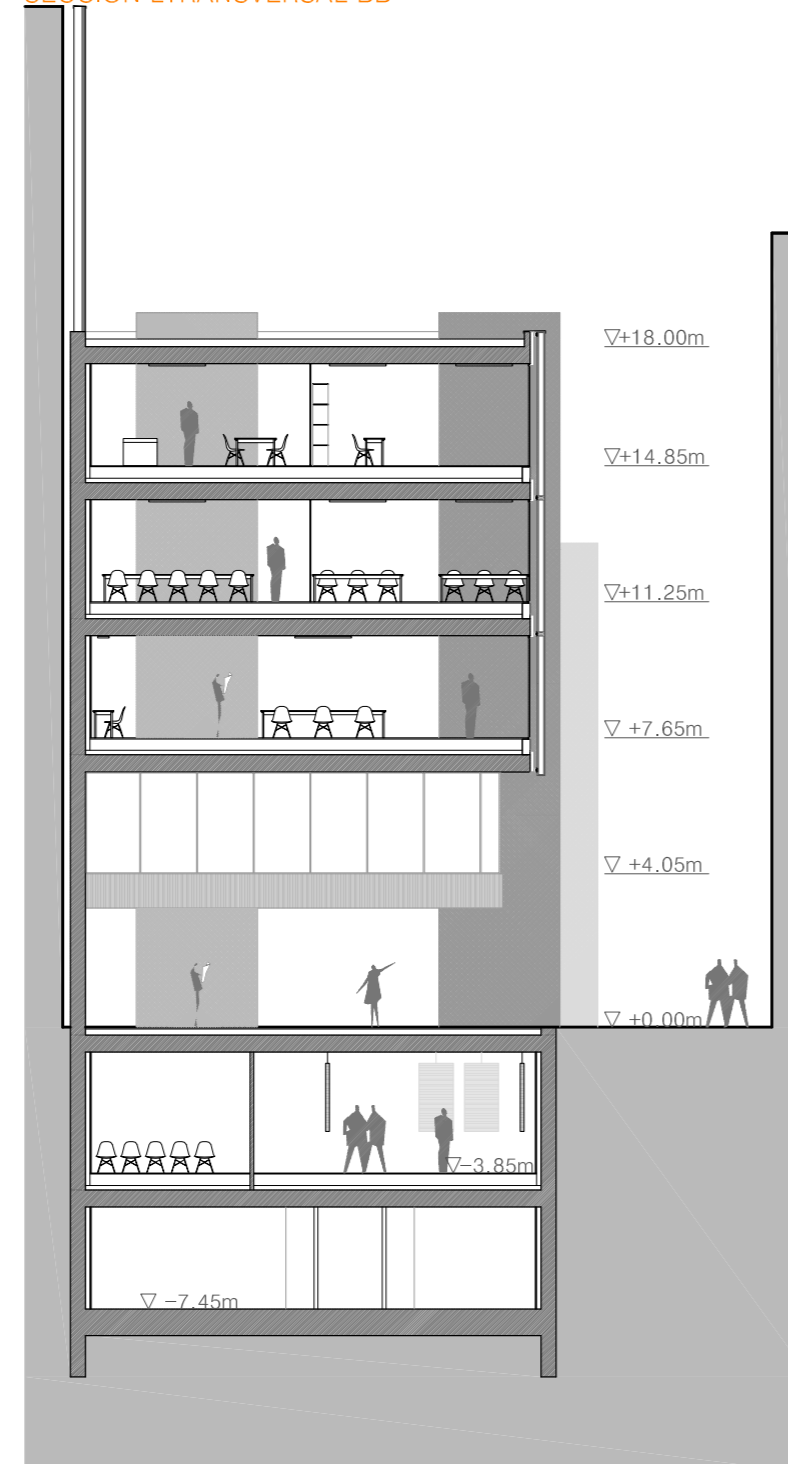 ▽+18.00m
▽+14.85m
▽+11.25m
▽ +7.65m
▽ +4.05m
▽ +0.00m
▽-3.85m
▽ -7.45m